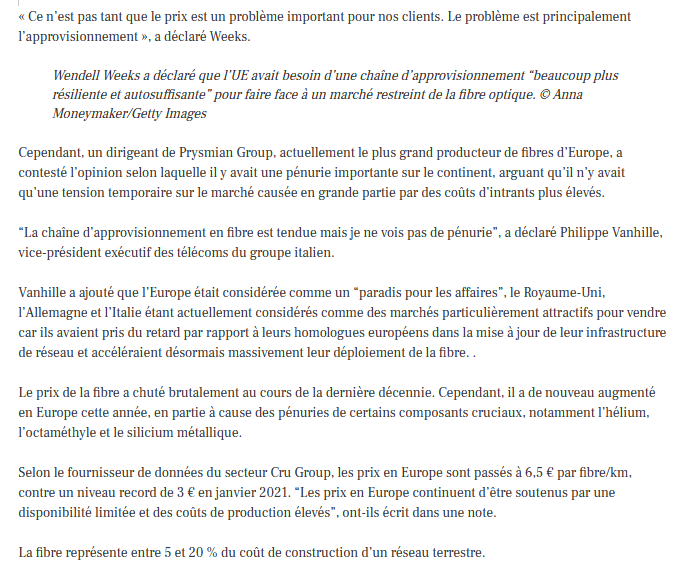 « Ce n’est pas tant que le prix est un problème important pour nos clients. Le problème est principalement
l’approvisionnement », a déclaré Weeks.
Wendell Weeks a déclaré que l’UE avait besoin d’une chaîne d’approvisionnement “beaucoup plus
résiliente et autosuffisante” pour faire face à un marché restreint de la fibre optique. © Anna
Moneymaker/Getty Images
Cependant, un dirigeant de Prysmian Group, actuellement le plus grand producteur de fibres d’Europe, a
contesté l’opinion selon laquelle il y avait une pénurie importante sur le continent, arguant qu’il n’y avait
qu’une tension temporaire sur le marché causée en grande partie par des coûts d’intrants plus élevés.
“La chaîne d’approvisionnement en fibre est tendue mais je ne vois pas de pénurie”, a déclaré Philippe Vanhille,
vice-président exécutif des télécoms du groupe italien.
Vanhille a ajouté que l’Europe était considérée comme un “paradis pour les affaires”, le Royaume-Uni,
l’Allemagne et l’Italie étant actuellement considérés comme des marchés particulièrement attractifs pour vendre
car ils avaient pris du retard par rapport à leurs homologues européens dans la mise à jour de leur infrastructure
de réseau et accéléraient désormais massivement leur déploiement de la fibre. .
Le prix de la fibre a chuté brutalement au cours de la dernière décennie. Cependant, il a de nouveau augmenté
en Europe cette année, en partie à cause des pénuries de certains composants cruciaux, notamment l’hélium,
l’octaméthyle et le silicium métallique.
Selon le fournisseur de données du secteur Cru Group, les prix en Europe sont passés à 6,5 € par fibre/km,
contre un niveau record de 3 € en janvier 2021. “Les prix en Europe continuent d’être soutenus par une
disponibilité limitée et des coûts de production élevés”, ont-ils écrit dans une note.
La fibre représente entre 5 et 20 % du coût de construction d’un réseau terrestre.